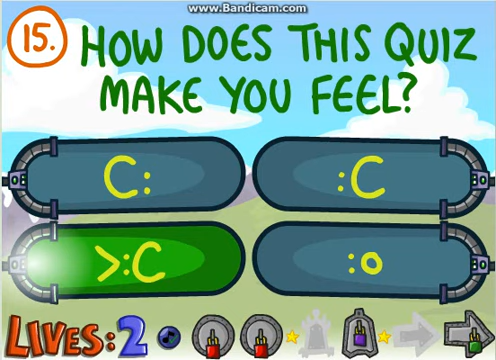 www.Bandicam.com
15. HOW DOES THIS QUIZ
MAKE YOU FEEL?
C: :C
>:C :o
LIVES:2